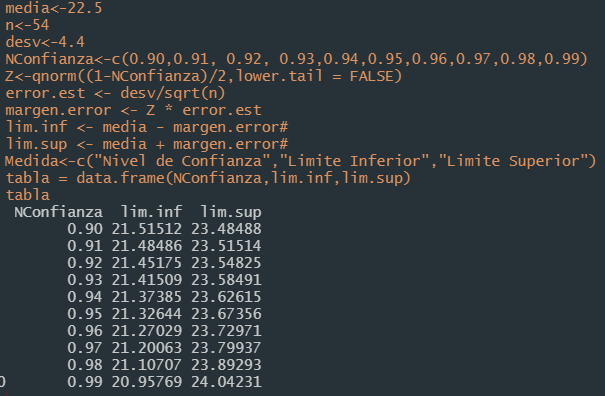 media<-22.5
n<-54
desv<-4.4
NConfianza<-c(0.90,0.91, 0.92, 0.93,0.94,0.95,0.96,0.97,0.98,0.99)
Z<-qnorm((1-NConfianza)/2,lower.tail = FALSE)
error.est <- desv/sqrt(n)
margen.error <- Z * error.est
lim.inf <- media - margen.error#
lim.sup <- media + margen.error#
Medida<-c("Nivel de Confianza","Limite Inferior","Limite Superior")
tabla = data.frame(NConfianza,lim.inf,lim.sup)
tabla
NConfianza lim.inf lim.sup
0.90 21.51512 23.48488
0.91 21.48486 23.51514
0.92 21.45175 23.54825
0.93 21.41509 23.58491
0.94 21.37385 23.62615
0.95 21.32644 23.67356
0.96 21.27029 23.72971
0.97 21.20063 23.79937
0.98 21.10707 23.89293
0 0.99 20.95769 24.04231